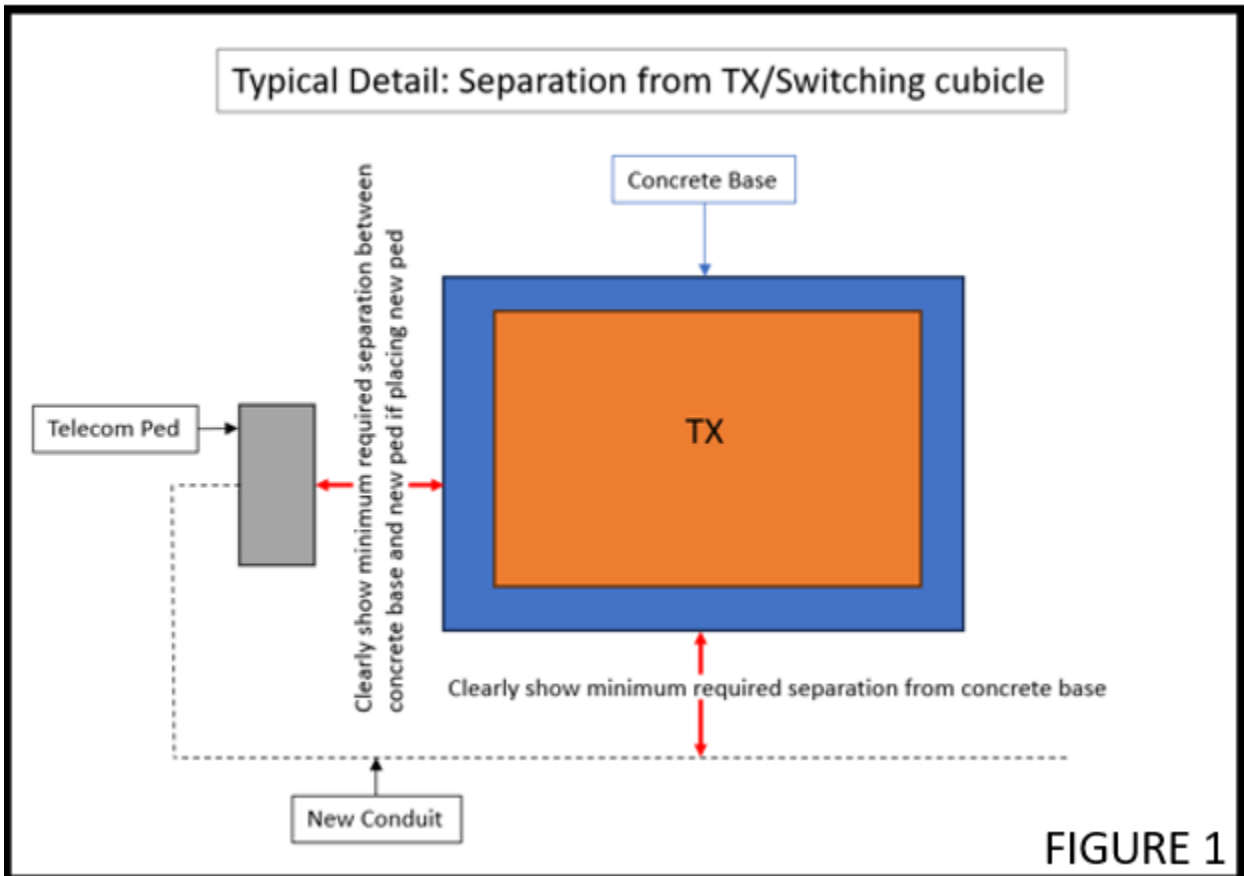 Typical Detail: Separation from TX/Switching cubicle
Concrete Base
Clearly show minimum required separation between
concrete base and new ped if placing new ped
TX
Telecom Ped
Clearly show minimum required separation from concrete base
New Conduit
FIGURE 1